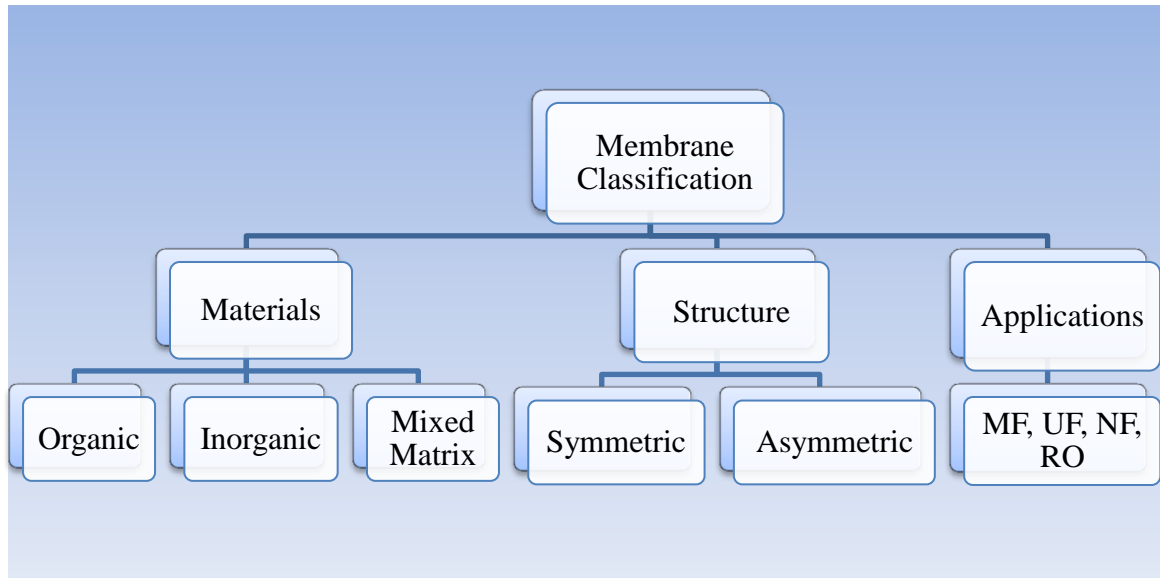 Membrane
Classification
Materials
Structure
Applications
Organic
Inorganic
Mixed
Matrix
Symmetric
Asymmetric
MF, UF, NF,
RO